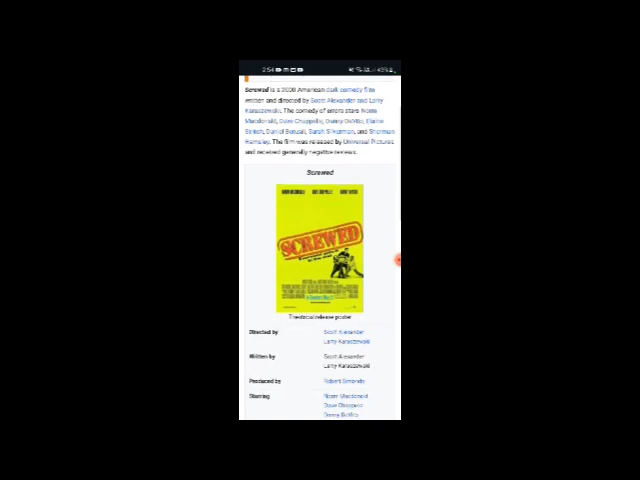 2:54
45%
Screwed is a 2000 American dark comedy film
written and directed by Scott Alexander and Larry
Karaszewski. The comedy of errors stars Norm
Macdonald, Dave Chappelle, Danny DeVito, Elaine
Stritch, Daniel Benzali, Sarah Silverman, and Sherman
Hemsley. The film was released by Universal Pictures
and received generally negative reviews.
Screwed
SCREWED
Theatrical release poster
Directed by Scott Alexander
Larry Karaszewski
Written by Scott Alexander
Larry Karaszewski
Produced by Robert Simonds
Starring Norm Macdonald
Dave Chappelle
Danny DeVito